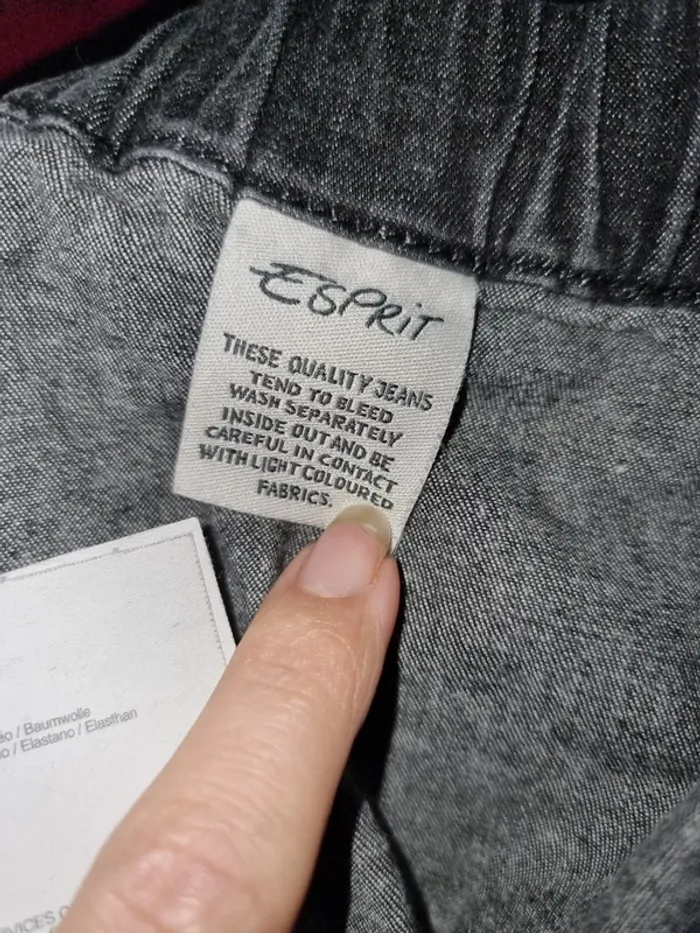 ESPRIT
THESE QUALITY JEANS
TEND TO BLEED
WASH SEPARATELY
INSIDE OUT AND BE
CAREFUL IN CONTACT
WITH LIGHT COLOURED
FABRICS.
/ Baumwolle
/ Elastano / Elasthan